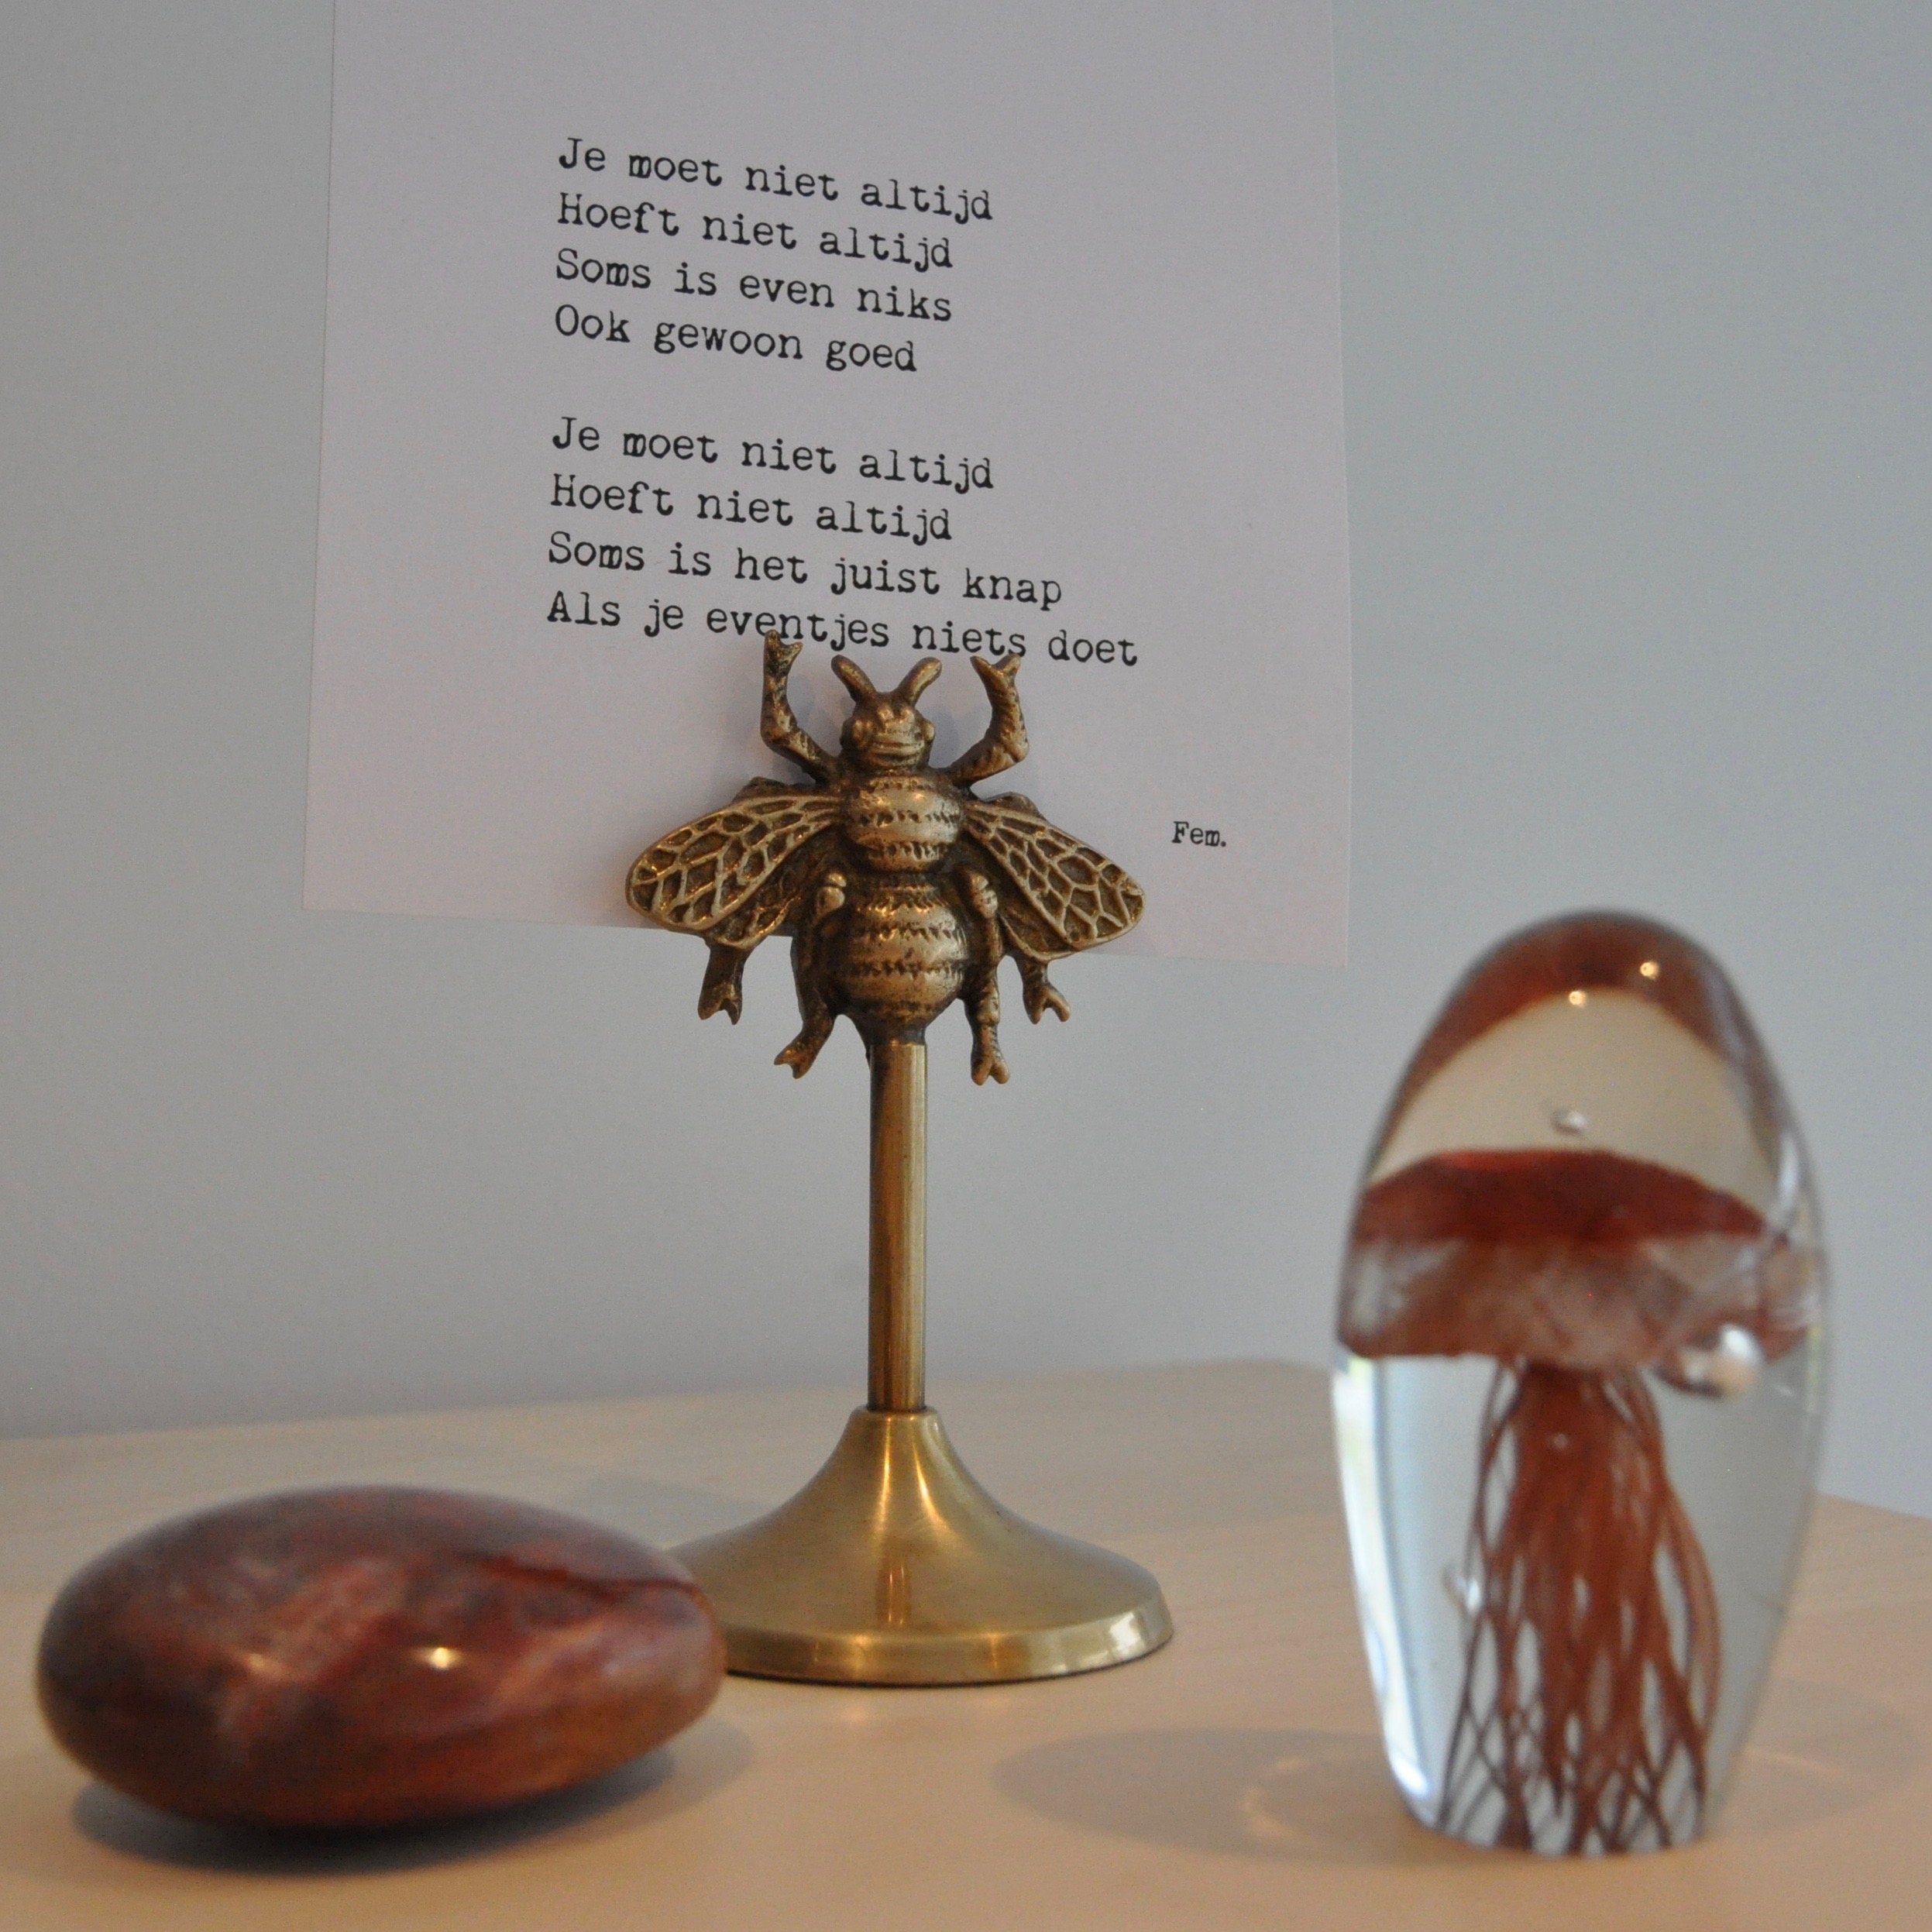 Je moet niet altijd
Hoeft niet altijd
Soms is even niks
Ook gewoon goed
Je moet niet altijd
Hoeft niet altijd
Soms is het juist knap
Als je eventjes niets doet
Fem.